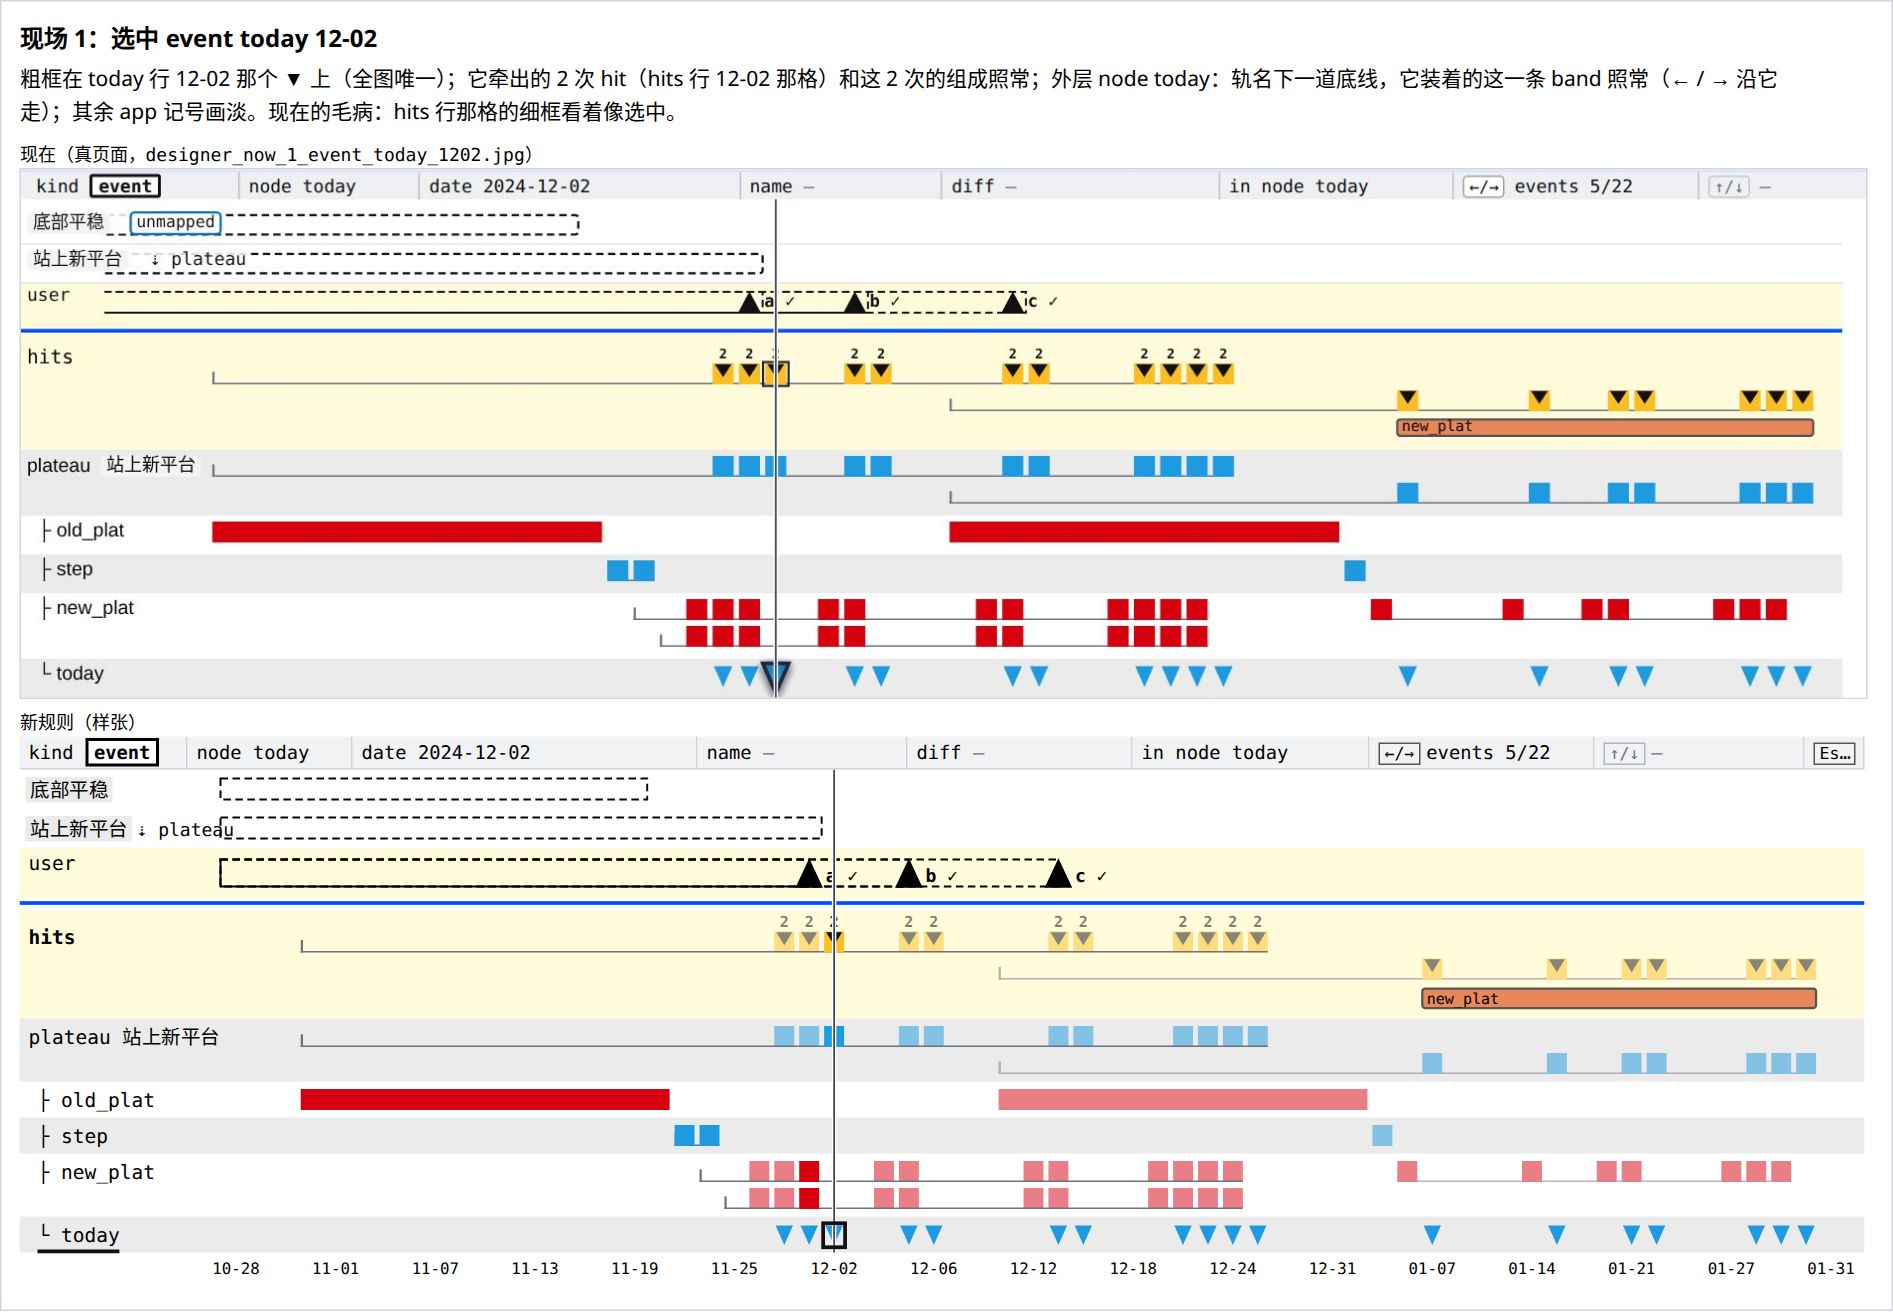 现场 1：选中 event today 12-02
粗框在 today 行 12-02 那个 ▼ 上（全图唯一）；它牵出的 2 次 hit（hits 行 12-02 那格）和这 2 次的组成照常；外层 node today：轨名下一道底线，它装着的这一条 band 照常（← / → 沿它
走）；其余 app 记号画淡。现在的毛病：hits 行那格的细框看着像选中。
现在（真页面，designer_now_1_event_today_1202.jpg）
kind event node today date 2024-12-02 name — diff — in node today ←/→ events 5/22 ↑/↓ —
底部平稳 unmapped
站上新平台 ⇣ plateau
user a ✓ b ✓ c ✓
2 2 2 2 2 2 2 2 2 2
hits
new_plat
plateau 站上新平台
├ old_plat
├ step
├ new_plat
└ today
新规则（样张）
kind event node today date 2024-12-02 name — diff — in node today ←/→ events 5/22 ↑/↓ — Es…
底部平稳
站上新平台 ⇣ plateau
user a ✓ b ✓ c ✓
2 2 2 2 2 2 2 2 2 2 2
hits
new_plat
plateau 站上新平台
├ old_plat
├ step
├ new_plat
└ today
10-28 11-01 11-07 11-13 11-19 11-25 12-02 12-06 12-12 12-18 12-24 12-31 01-07 01-14 01-21 01-27 01-31